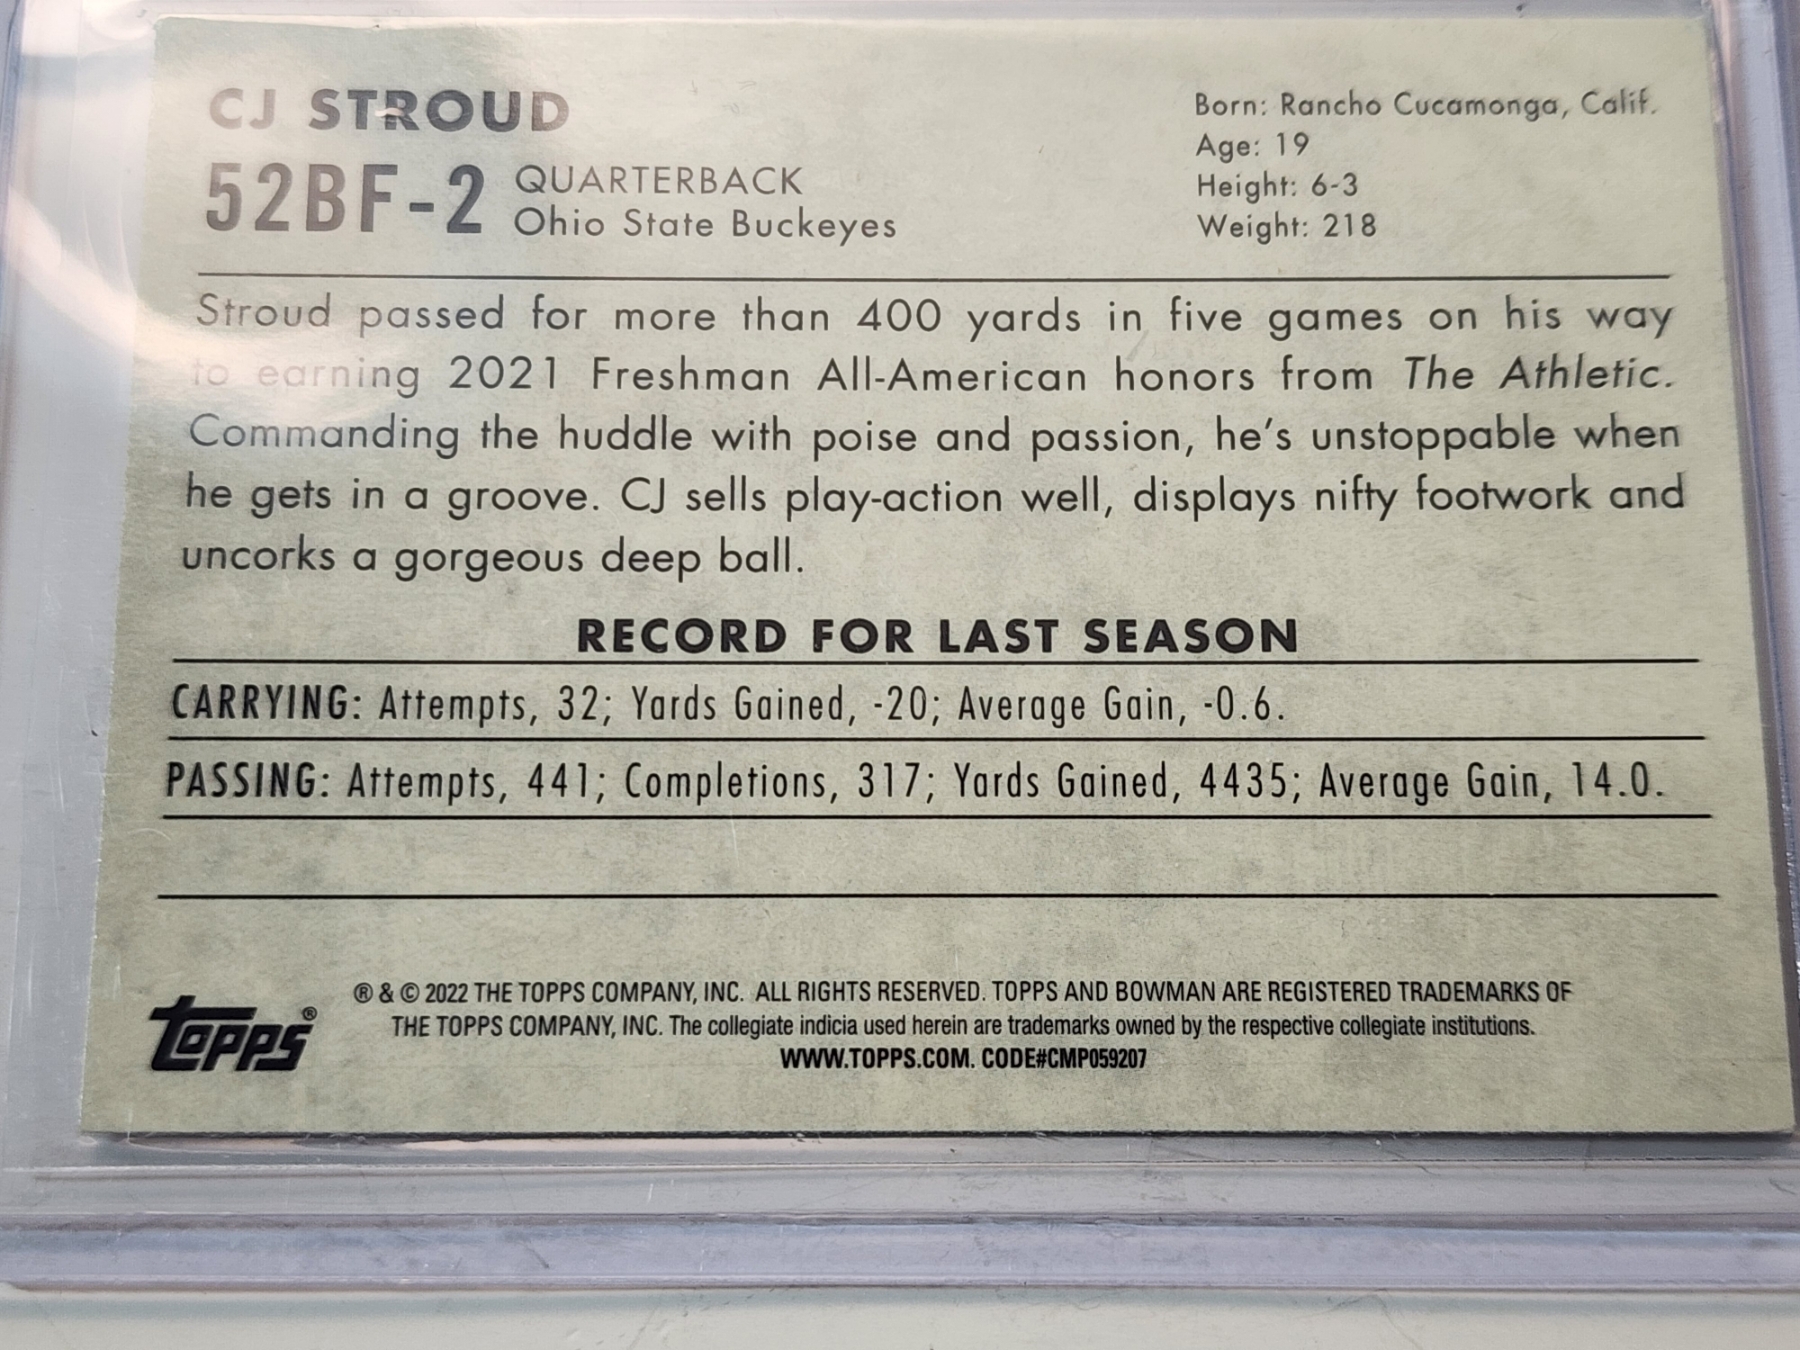 CJ STROUD
52BF-2
QUARTERBACK
Ohio State Buckeyes
Born: Rancho Cucamonga, Calif.
Age: 19
Height: 6-3
Weight: 218
Stroud passed for more than 400 yards in five games on his way
to earning 2021 Freshman All-American honors from The Athletic.
Commanding the huddle with poise and passion, he's unstoppable when
he gets in a groove. CJ sells play-action well, displays nifty footwork and
uncorks a gorgeous deep ball.
RECORD FOR LAST SEASON
CARRYING: Attempts, 32; Yards Gained, -20; Average Gain, -0.6.
PASSING: Attempts, 441; Completions, 317; Yards Gained, 4435; Average Gain, 14.0.
topps®
® & © 2022 THE TOPPS COMPANY, INC. ALL RIGHTS RESERVED. TOPPS AND BOWMAN ARE REGISTERED TRADEMARKS OF
THE TOPPS COMPANY, INC. The collegiate indicia used herein are trademarks owned by the respective collegiate institutions.
WWW.TOPPS.COM. CODE#CMP059207